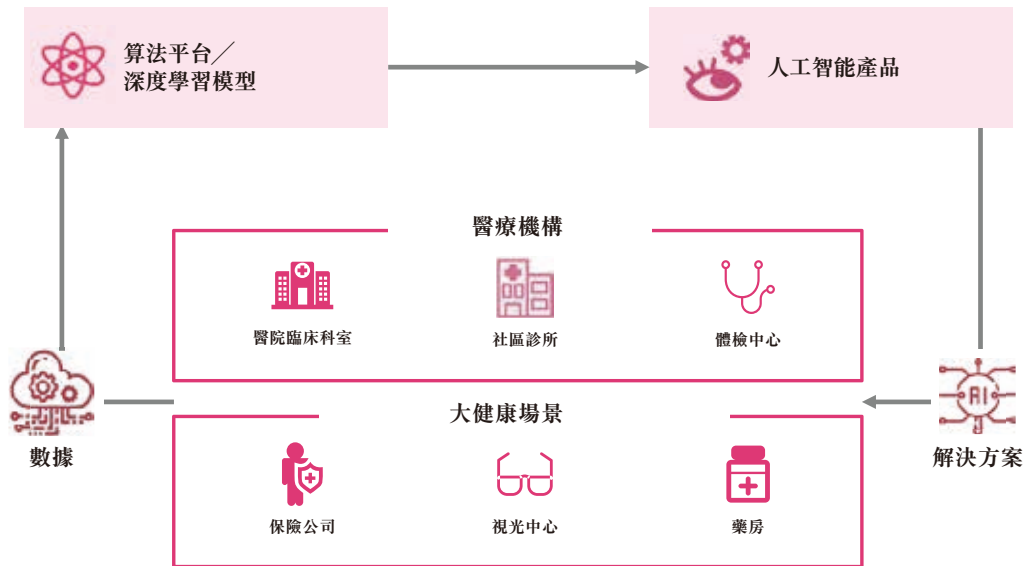 算法平台／
深度學習模型
人工智能產品
醫療機構
醫院臨床科室
社區診所
體檢中心
大健康場景
保險公司
視光中心
藥房
數據
AI
解決方案